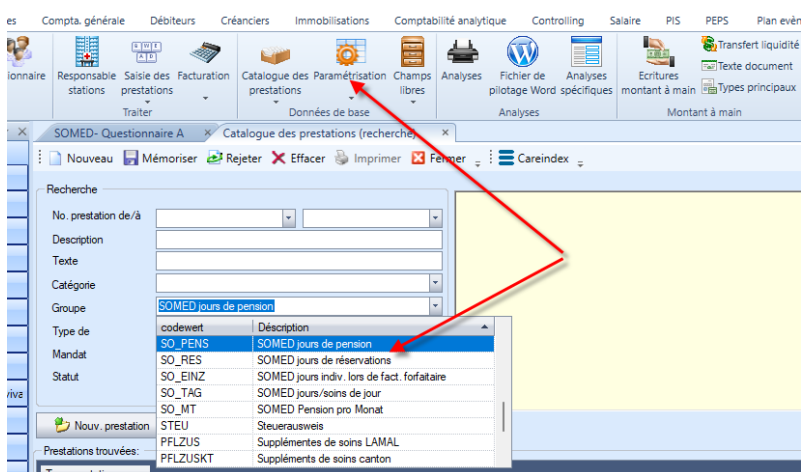 es Compta. générale Débiteurs Créanciers Immobilisations Comptabilité analytique Controlling Salaire PIS PEPS Plan evèn
ionnaire Responsable stations Saisie des prestations Facturation Catalogue des prestations Paramétrisation Champs libres Analyses Fichier de pilotage Word Analyses spécifiques Ecritures montant à main Transfert liquidité
Texte document
Types principaux
Traiter Données de base Analyses Montant à main
SOMED- Questionnaire A Catalogue des prestations (recherche)
Nouveau Mémoriser Rejeter Effacer Imprimer Fermer Careindex
Recherche
No. prestation de/à
Description
Texte
Catégorie
Groupe SOMED jours de pension
Type de
Mandat
Statut
codewert Déscription
SO_PENS SOMED jours de pension
SO_RES SOMED jours de réservations
SO_EINZ SOMED jours indiv. lors de fact. forfaitaire
SO_TAG SOMED jours/soins de jour
SO_MT SOMED Pension pro Monat
STEU Steuerausweis
PFLZUS Supplémentes de soins LAMAL
PFLZUSKT Suppléments de soins canton
viva
Nouv. prestation
Prestations trouvées: